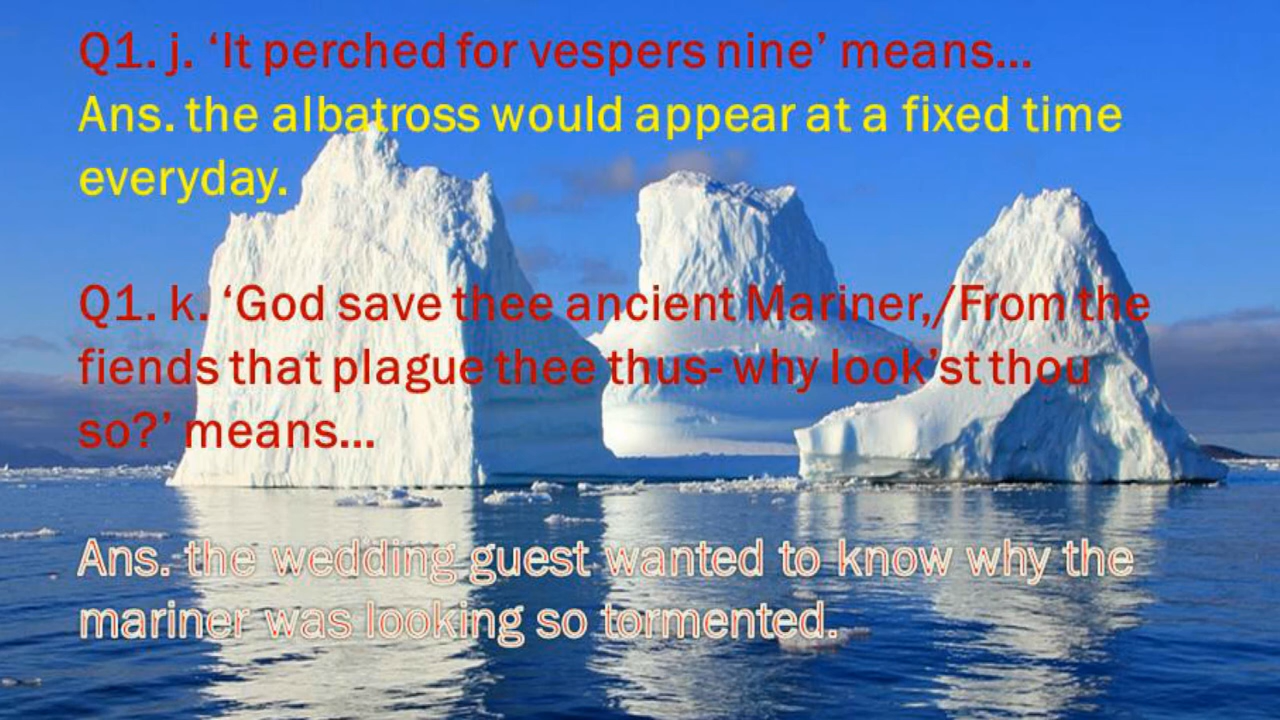 Q1. j. ‘It perched for vespers nine’ means…
Ans. the albatross would appear at a fixed time
everyday.
Q1. k. ‘God save thee ancient Mariner,/From the
fiends that plague thee thus- why look’st thou
so?’ means…
Ans. the wedding guest wanted to know why the
mariner was looking so tormented.